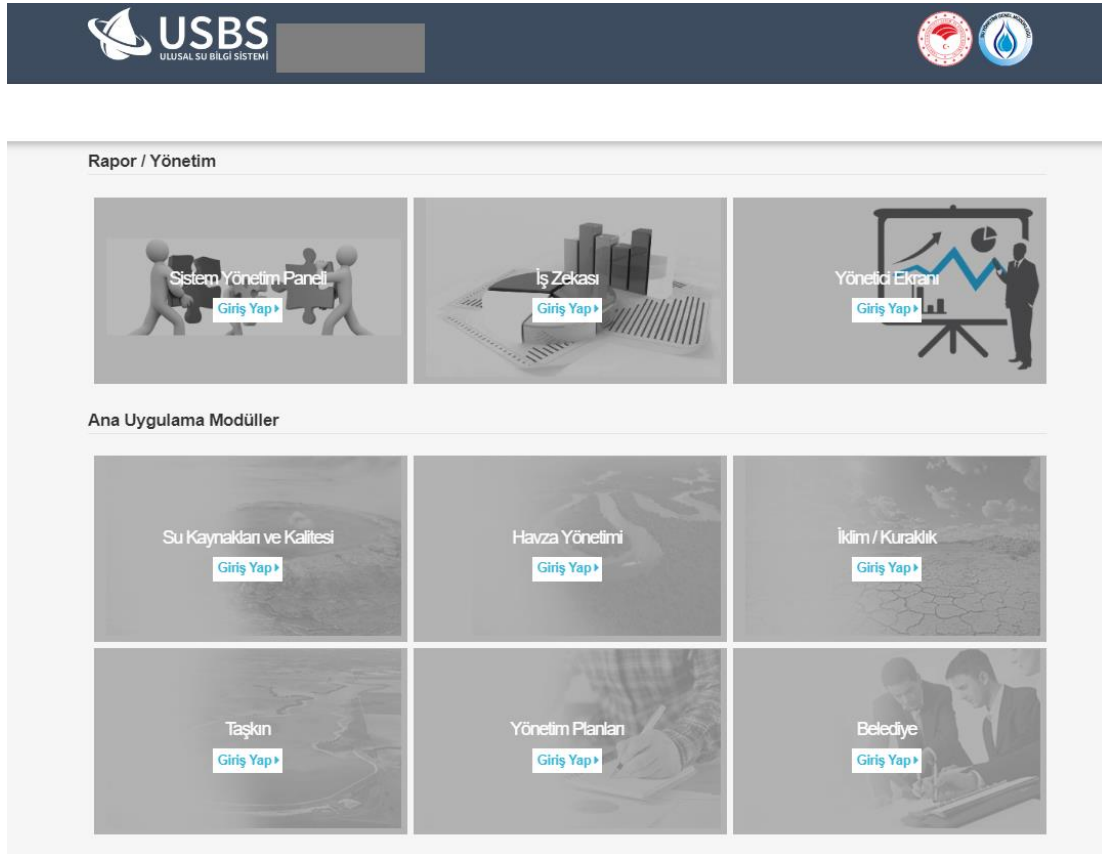 USBS
ULUSAL SU BİLGİ SİSTEMİ
Rapor / Yönetim
Sistem Yönetim Paneli
Giriş Yap
İş Zekası
Giriş Yap
Yönetici Ekranı
Giriş Yap
Ana Uygulama Modüller
Su Kaynakları ve Kalitesi
Giriş Yap
Havza Yönetimi
Giriş Yap
İklim / Kuraklık
Giriş Yap
Taşkın
Giriş Yap
Yönetim Planları
Giriş Yap
Belediye
Giriş Yap